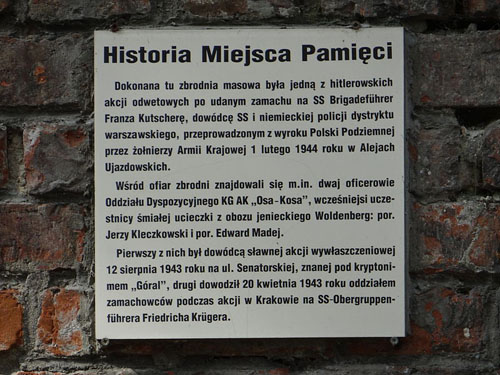 Historia Miejsca Pamięci
Dokonana tu zbrodnia masowa była jedną z hitlerowskich
akcji odwetowych po udanym zamachu na SS Brigadeführer
Franza Kutscherę, dowódcę SS i niemieckiej policji dystryktu
warszawskiego, przeprowadzonym z wyroku Polski Podziemnej
przez żołnierzy Armii Krajowej 1 lutego 1944 roku w Alejach
Ujazdowskich.
Wśród ofiar zbrodni znajdowali się m.in. dwaj oficerowie
Oddziału Dyspozycyjnego KG AK „Osa-Kosa", wcześniejsi ucze-
stnicy śmiałej ucieczki z obozu jenieckiego Woldenberg: por.
Jerzy Kleczkowski i por. Edward Madej.
Pierwszy z nich był dowódcą sławnej akcji wywłaszczeniowej
12 sierpnia 1943 roku na ul. Senatorskiej, znanej pod kryptoni-
mem „Góral", drugi dowodził 20 kwietnia 1943 roku oddziałem
zamachowców podczas akcji w Krakowie na SS-Obergruppen-
führera Friedricha Krügera.